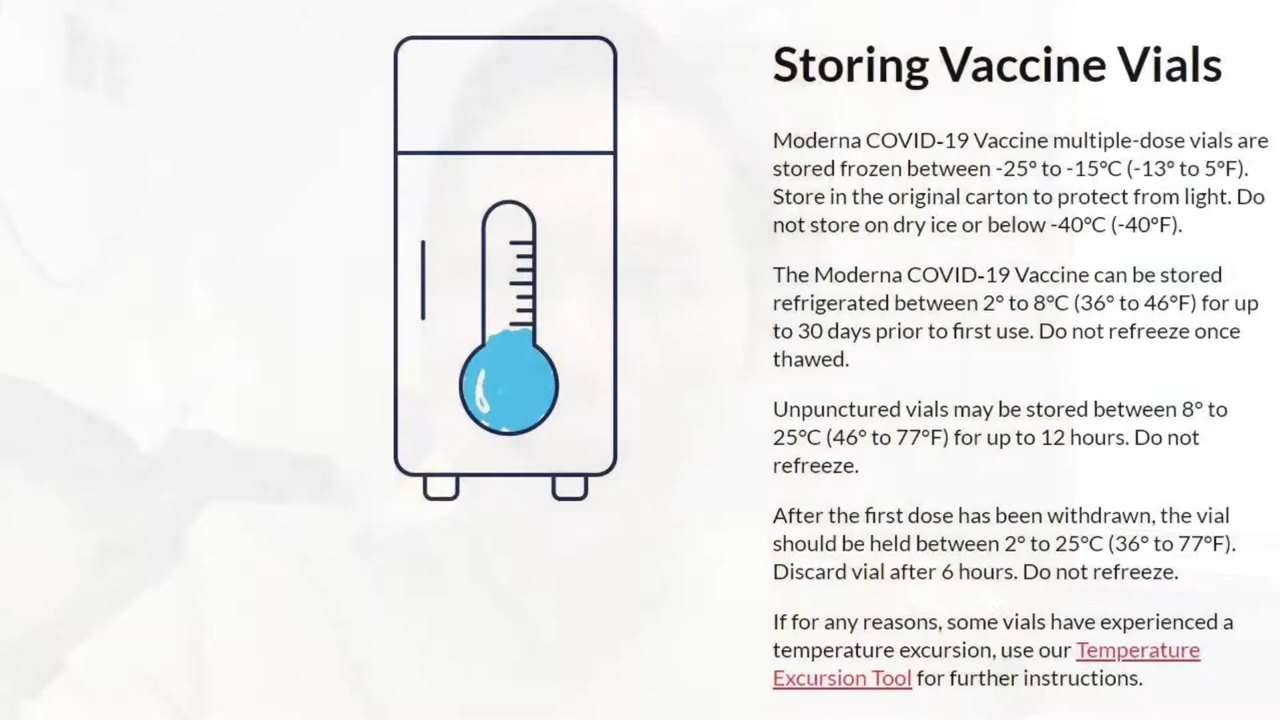 Storing Vaccine Vials
Moderna COVID-19 Vaccine multiple-dose vials are
stored frozen between -25° to -15°C (-13° to 5°F).
Store in the original carton to protect from light. Do
not store on dry ice or below -40°C (-40°F).
The Moderna COVID-19 Vaccine can be stored
refrigerated between 2° to 8°C (36° to 46°F) for up
to 30 days prior to first use. Do not refreeze once
thawed.
Unpunctured vials may be stored between 8° to
25°C (46° to 77°F) for up to 12 hours. Do not
refreeze.
After the first dose has been withdrawn, the vial
should be held between 2° to 25°C (36° to 77°F).
Discard vial after 6 hours. Do not refreeze.
If for any reasons, some vials have experienced a
temperature excursion, use our Temperature
Excursion Tool for further instructions.